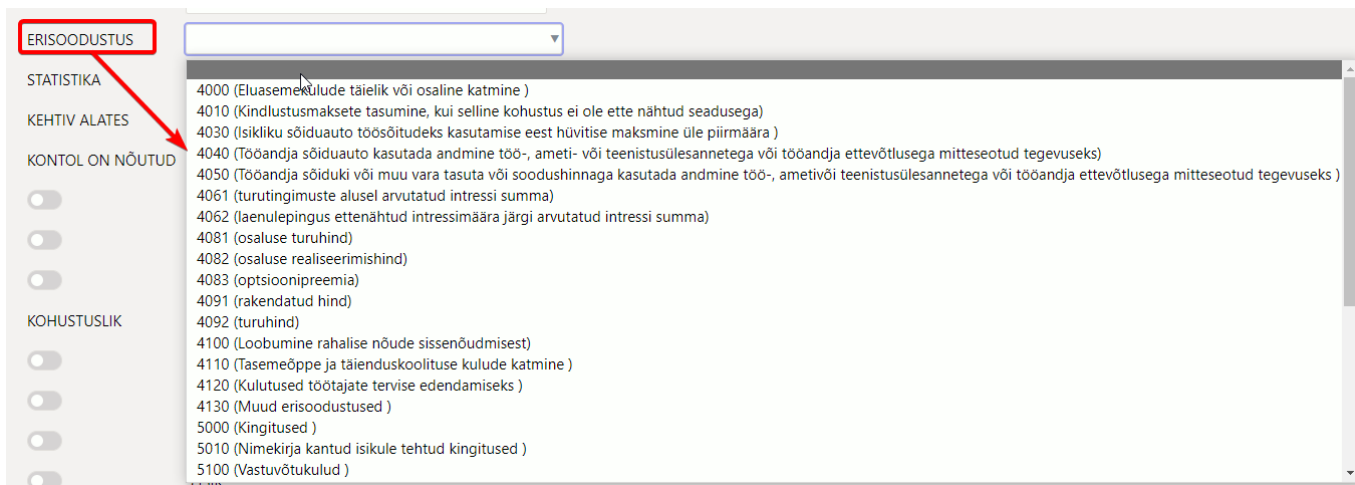 ERISOODUSTUS
STATISTIKA
KEHTIV ALATES
KONTOL ON NÕUTUD
KOHUSTUSLIK
4000 (Eluasemekulude täielik või osaline katmine )
4010 (Kindlustusmaksete tasumine, kui selline kohustus ei ole ette nähtud seadusega)
4030 (Isikliku sõiduauto töösõitudeks kasutamise eest hüvitise maksmine üle piirmäära )
4040 (Tööandja sõiduauto kasutada andmine töö-, ameti- või teenistusülesannetega või tööandja ettevõtlusega mitteseotud tegevuseks)
4050 (Tööandja sõiduki või muu vara tasuta või soodushinnaga kasutada andmine töö-, ametivõi teenistusülesannetega või tööandja ettevõtlusega mitteseotud tegevuseks )
4061 (turutingimuste alusel arvutatud intressi summa)
4062 (laenulepingus ettenähtud intressimäära järgi arvutatud intressi summa)
4081 (osaluse turuhind)
4082 (osaluse realiseerimishind)
4083 (optsioonipreemia)
4091 (rakendatud hind)
4092 (turuhind)
4100 (Loobumine rahalise nõude sissenõudmisest)
4110 (Tasemeõppe ja täienduskoolituse kulude katmine )
4120 (Kulutused töötajate tervise edendamiseks )
4130 (Muud erisoodustused )
5000 (Kingitused )
5010 (Nimekirja kantud isikule tehtud kingitused )
5100 (Vastuvõtukulud )